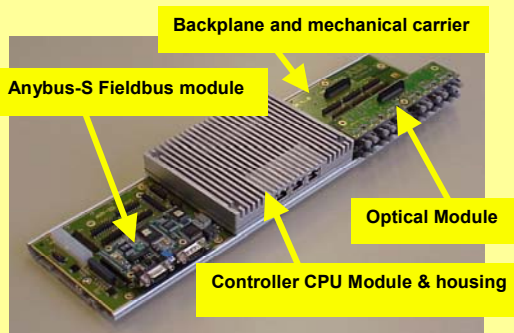 Backplane and mechanical carrier
Anybus-S Fieldbus module
Optical Module
Controller CPU Module & housing